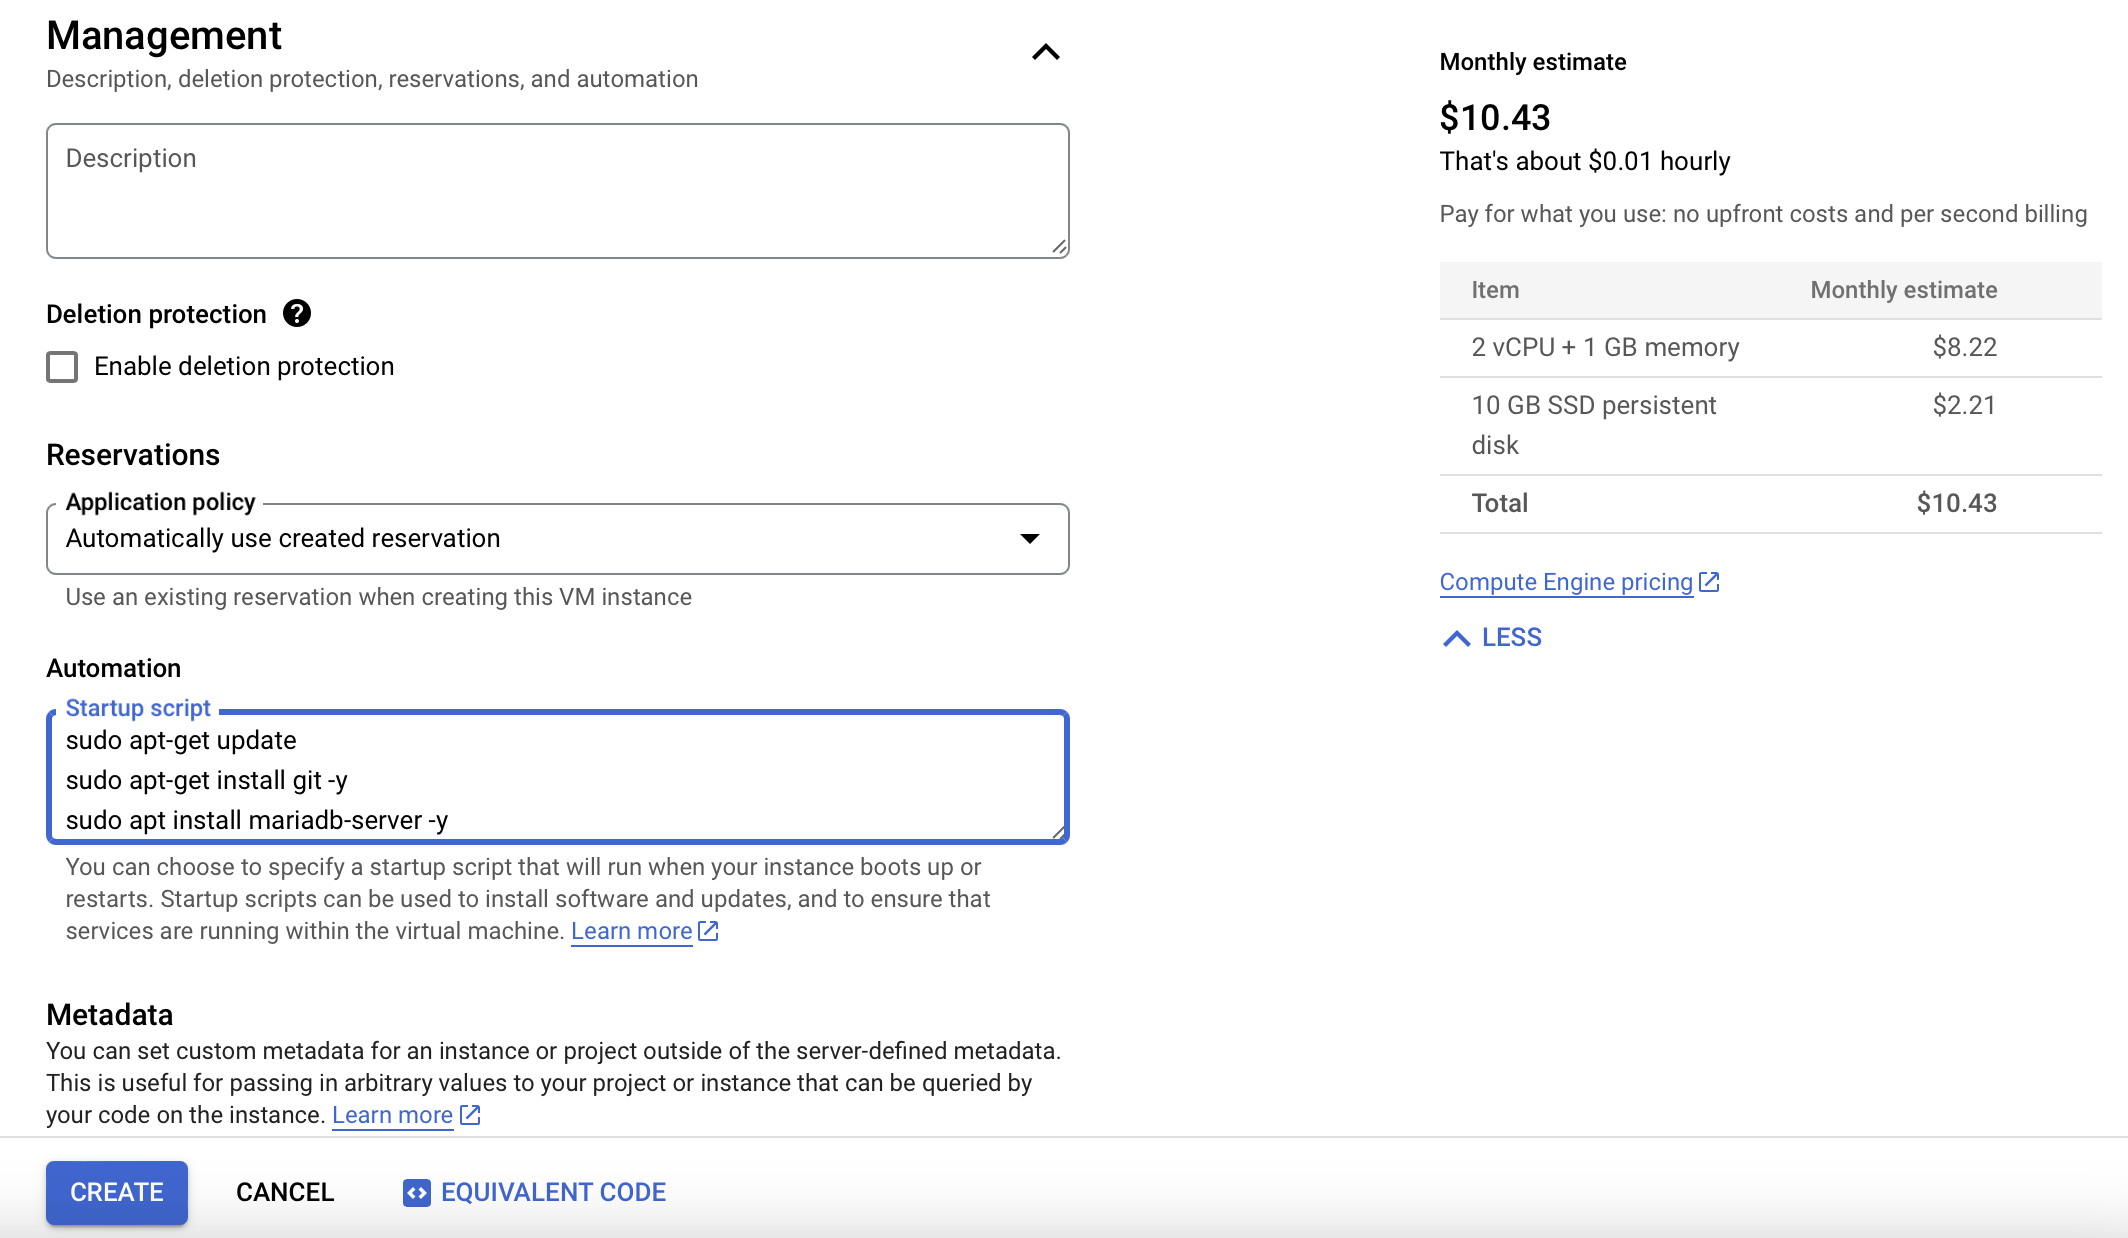 Management
Description, deletion protection, reservations, and automation
Description
Deletion protection
Enable deletion protection
Reservations
Application policy
Automatically use created reservation
Use an existing reservation when creating this VM instance
Automation
Startup script
sudo apt-get update
sudo apt-get install git -y
sudo apt install mariadb-server -y
You can choose to specify a startup script that will run when your instance boots up or
restarts. Startup scripts can be used to install software and updates, and to ensure that
services are running within the virtual machine. Learn more
Metadata
You can set custom metadata for an instance or project outside of the server-defined metadata.
This is useful for passing in arbitrary values to your project or instance that can be queried by
your code on the instance. Learn more
CREATE CANCEL EQUIVALENT CODE
Monthly estimate
$10.43
That's about $0.01 hourly
Pay for what you use: no upfront costs and per second billing
Item Monthly estimate
2 vCPU + 1 GB memory $8.22
10 GB SSD persistent $2.21
disk
Total $10.43
Compute Engine pricing
LESS